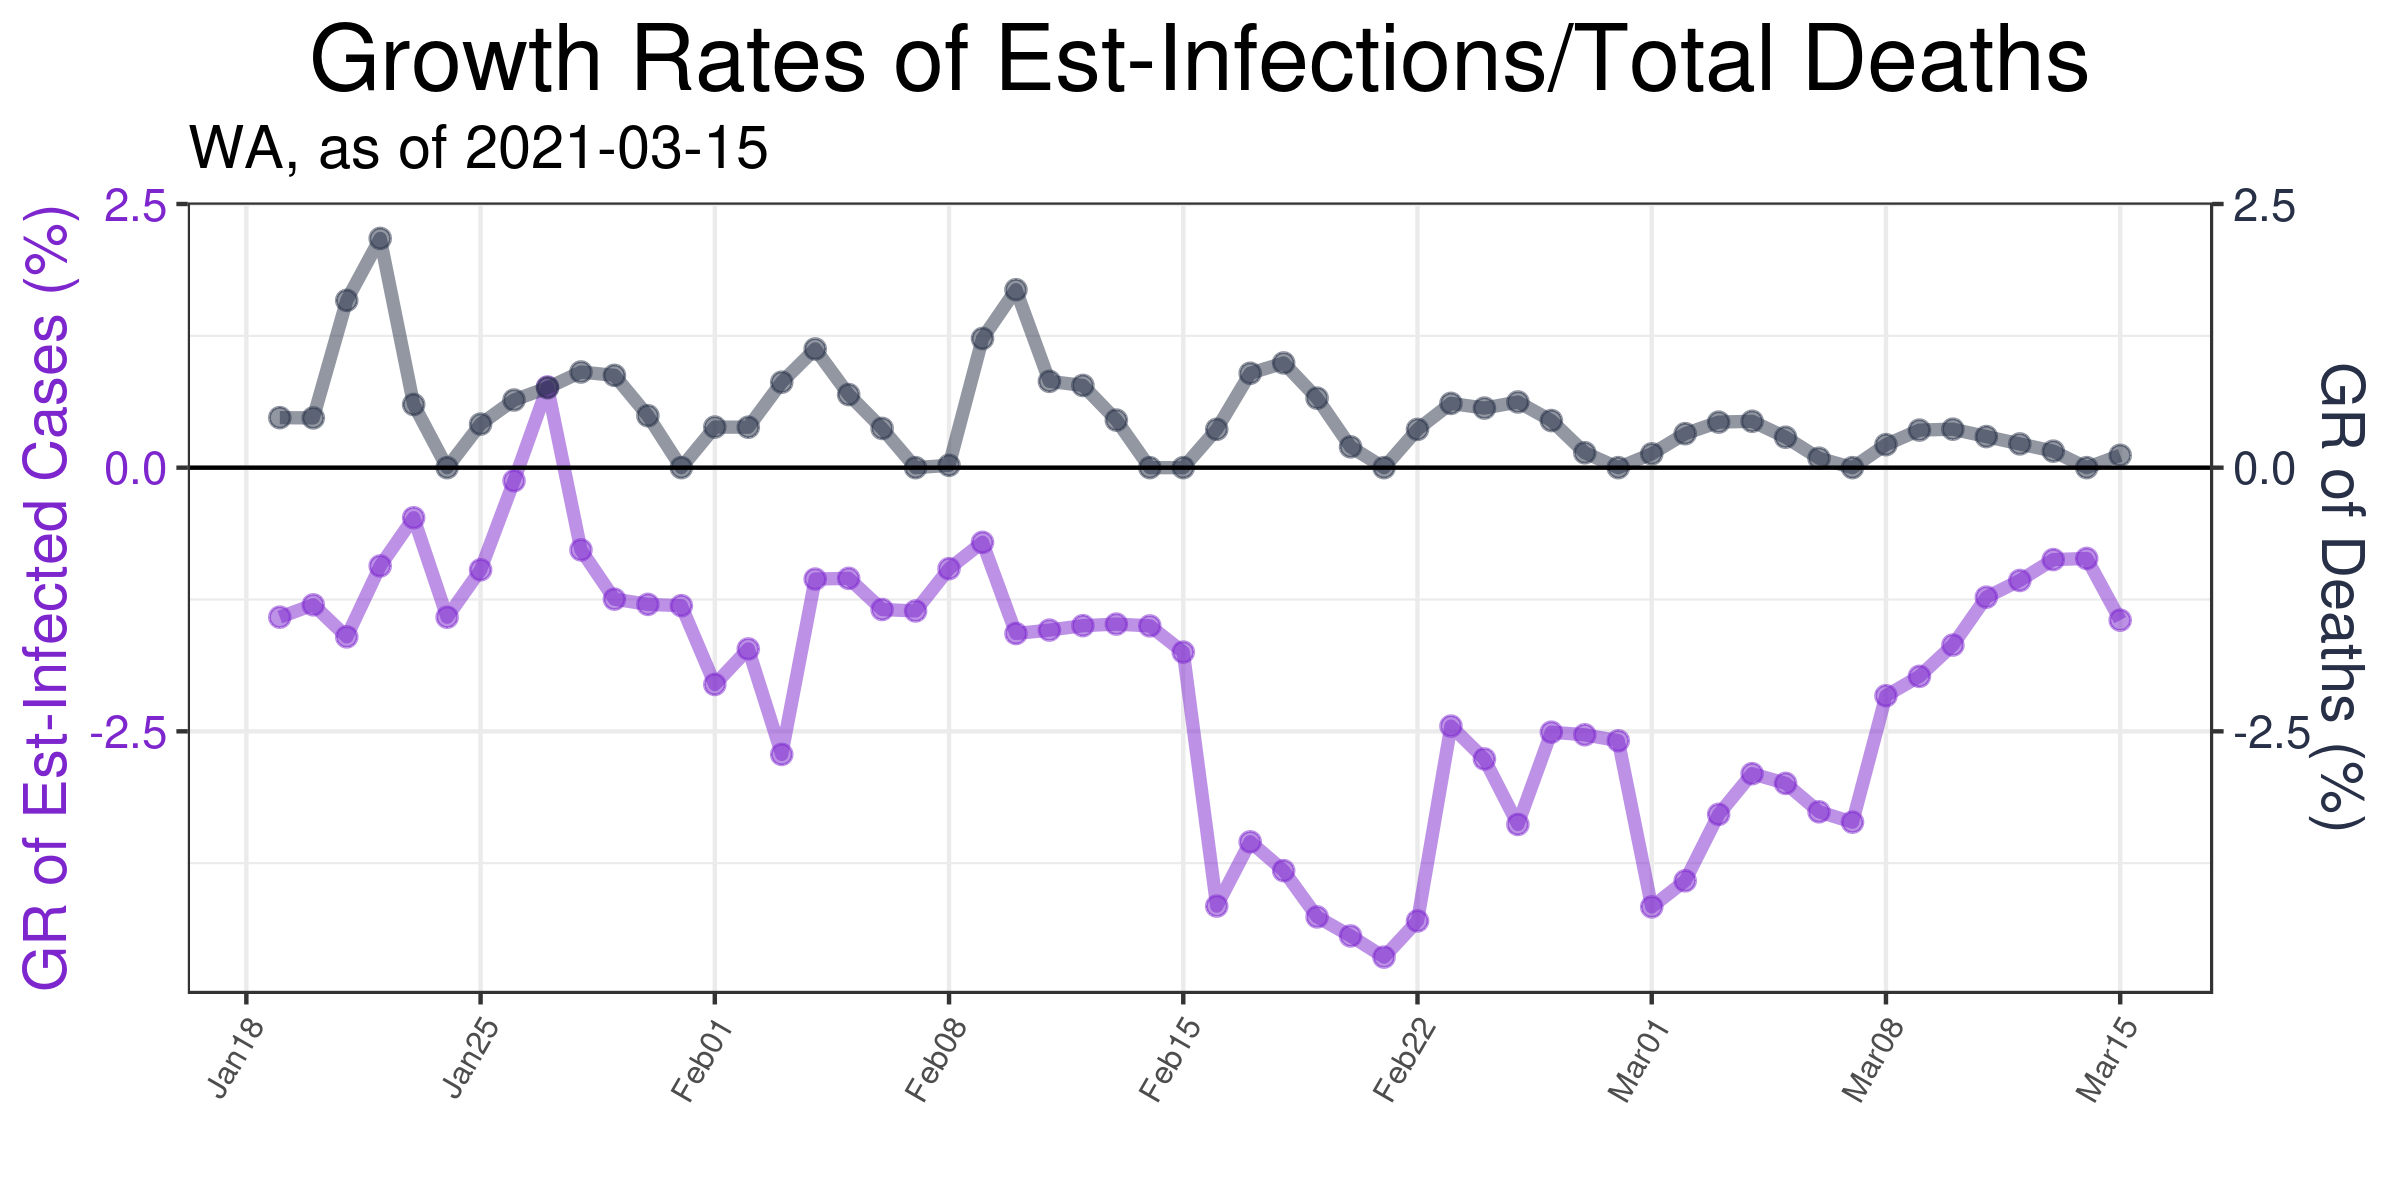 Growth Rates of Est-Infections/Total Deaths
WA, as of 2021-03-15
GR of Est-Infected Cases (%)
2.5
0.0
-2.5
2.5
0.0
-2.5
GR of Deaths (%)
Jan18
Jan25
Feb01
Feb08
Feb15
Feb22
Mar01
Mar08
Mar15